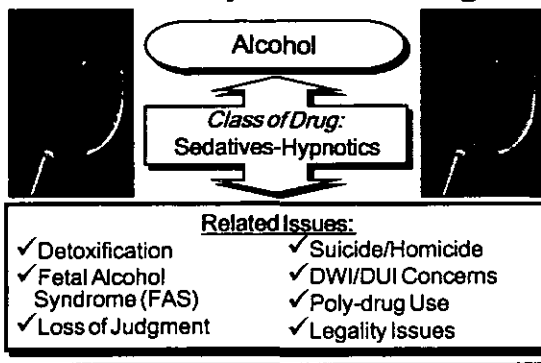 Alcohol
Class of Drug:
Sedatives-Hypnotics
Related Issues:
✓Detoxification
✓Fetal Alcohol
Syndrome (FAS)
✓Loss of Judgment
✓Suicide/Homicide
✓DWI/DUI Concerns
✓Poly-drug Use
✓Legality Issues